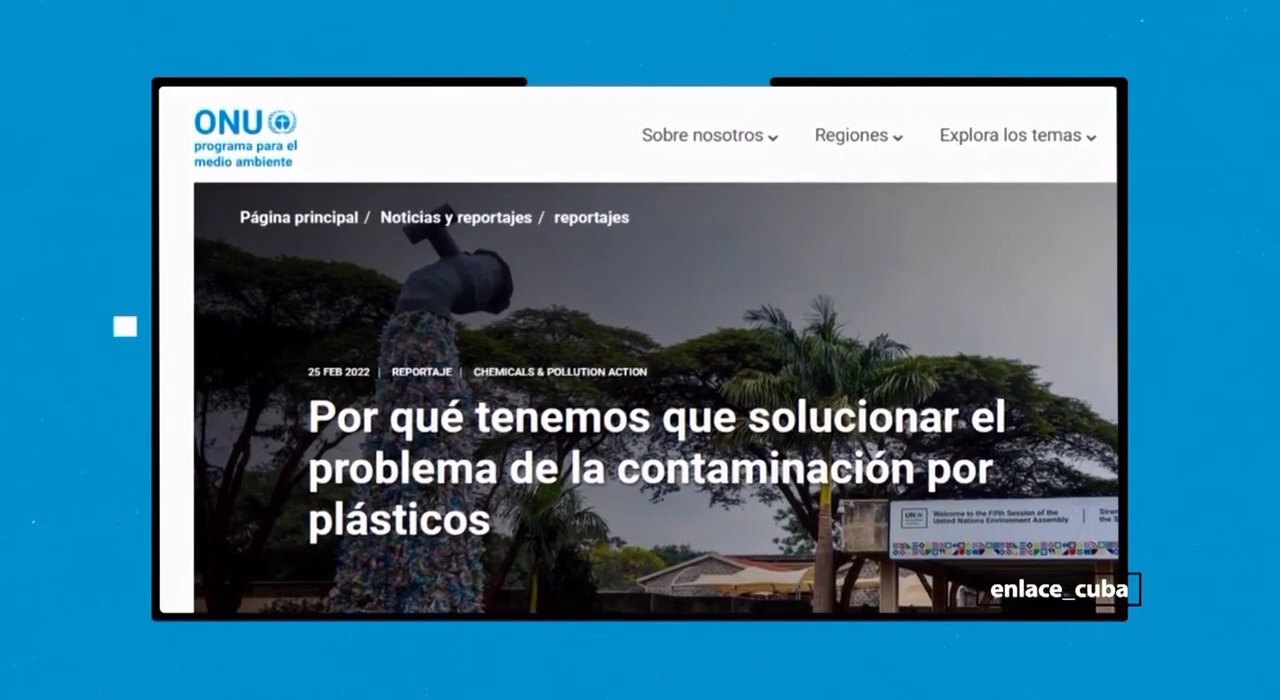 ONU
programa para el
medio ambiente
Sobre nosotros
Regiones
Explora los temas
Página principal / Noticias y reportajes / reportajes
25 FEB 2022 | REPORTAJE | CHEMICALS & POLLUTION ACTION
Por qué tenemos que solucionar el
problema de la contaminación por
plásticos
Welcome to the Fifth Session of the
United Nations Environment Assembly
enlace_cuba